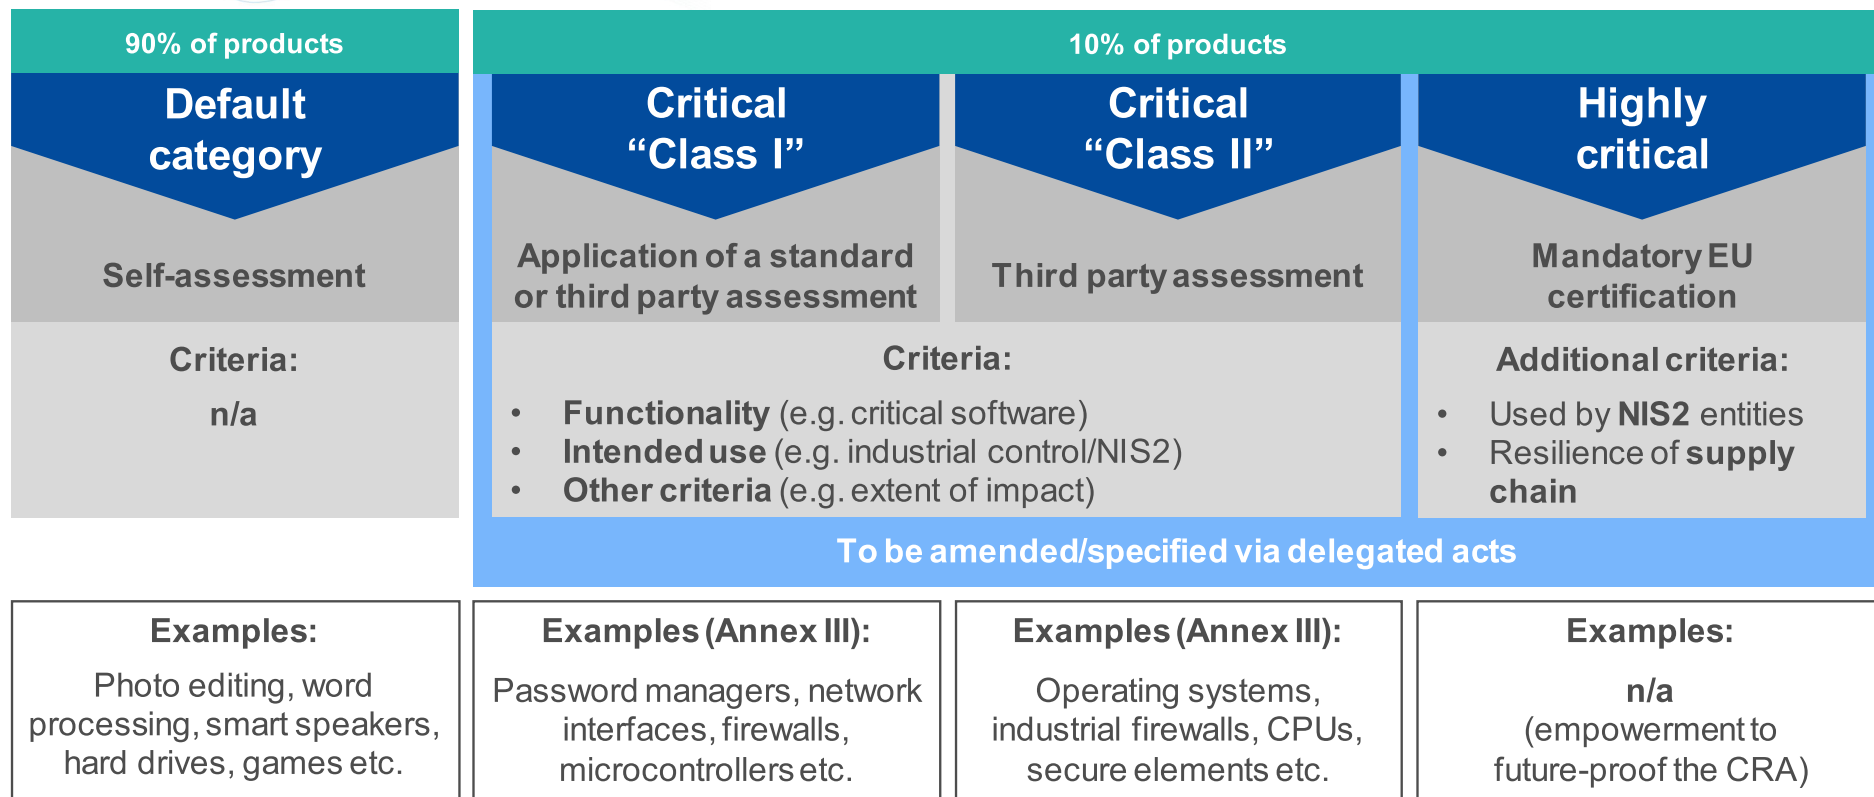 90% of products
10% of products
Default
category
Critical
“Class I”
Critical
“Class II”
Highly
critical
Self-assessment
Application of a standard
or third party assessment
Third party assessment
Mandatory EU
certification
Criteria:
n/a
Criteria:
• Functionality (e.g. critical software)
• Intended use (e.g. industrial control/NIS2)
• Other criteria (e.g. extent of impact)
Additional criteria:
• Used by NIS2 entities
• Resilience of supply
chain
To be amended/specified via delegated acts
Examples:
Photo editing, word
processing, smart speakers,
hard drives, games etc.
Examples (Annex III):
Password managers, network
interfaces, firewalls,
microcontrollers etc.
Examples (Annex III):
Operating systems,
industrial firewalls, CPUs,
secure elements etc.
Examples:
n/a
(empowerment to
future-proof the CRA)